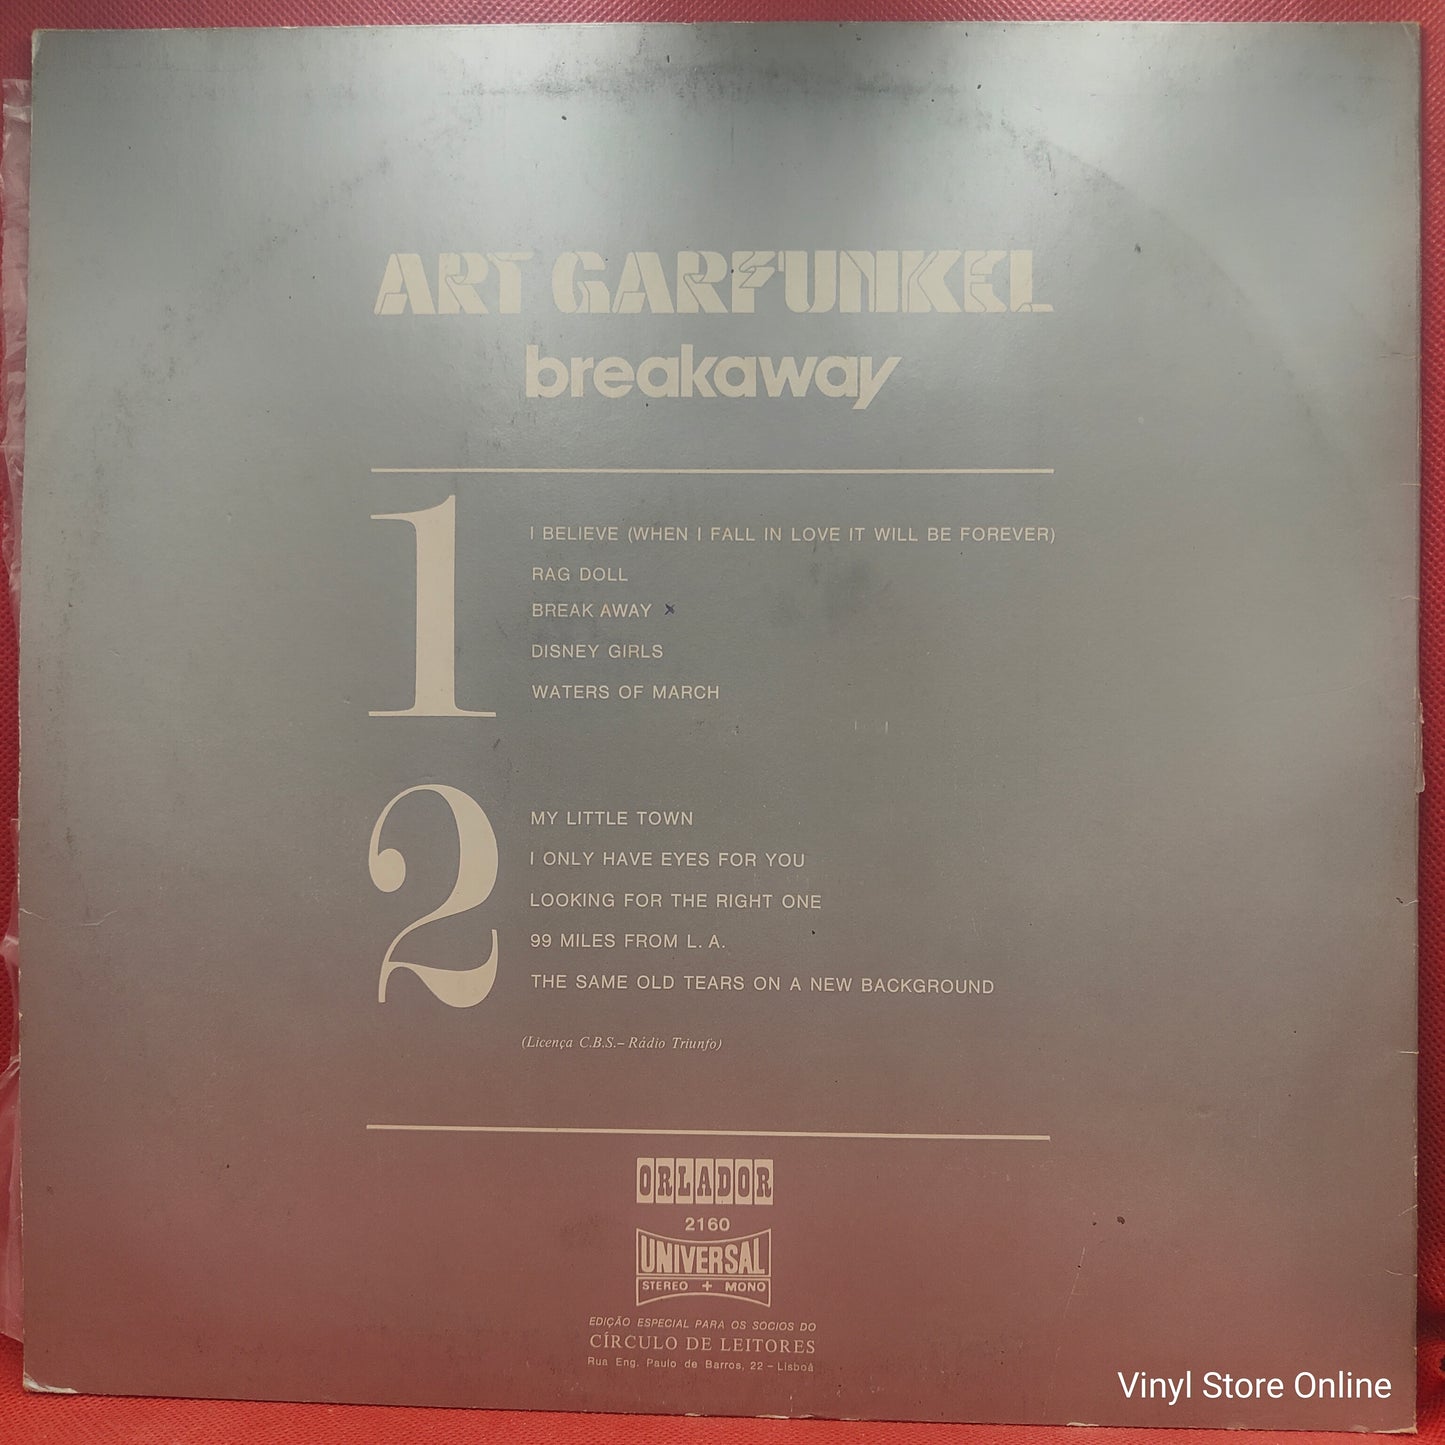 ART GARFUNKEL
breakaway
1
I BELIEVE (WHEN I FALL IN LOVE IT WILL BE FOREVER)
RAG DOLL
BREAK AWAY x
DISNEY GIRLS
WATERS OF MARCH
2
MY LITTLE TOWN
I ONLY HAVE EYES FOR YOU
LOOKING FOR THE RIGHT ONE
99 MILES FROM L. A.
THE SAME OLD TEARS ON A NEW BACKGROUND
(Licença C.B.S.– Rádio Triunfo)
ORLADOR
2160
UNIVERSAL
STEREO + MONO
EDIÇÃO ESPECIAL PARA OS SOCIOS DO
CÍRCULO DE LEITORES
Rua Eng. Paulo de Barros, 22 – Lisboa
Vinyl Store Online